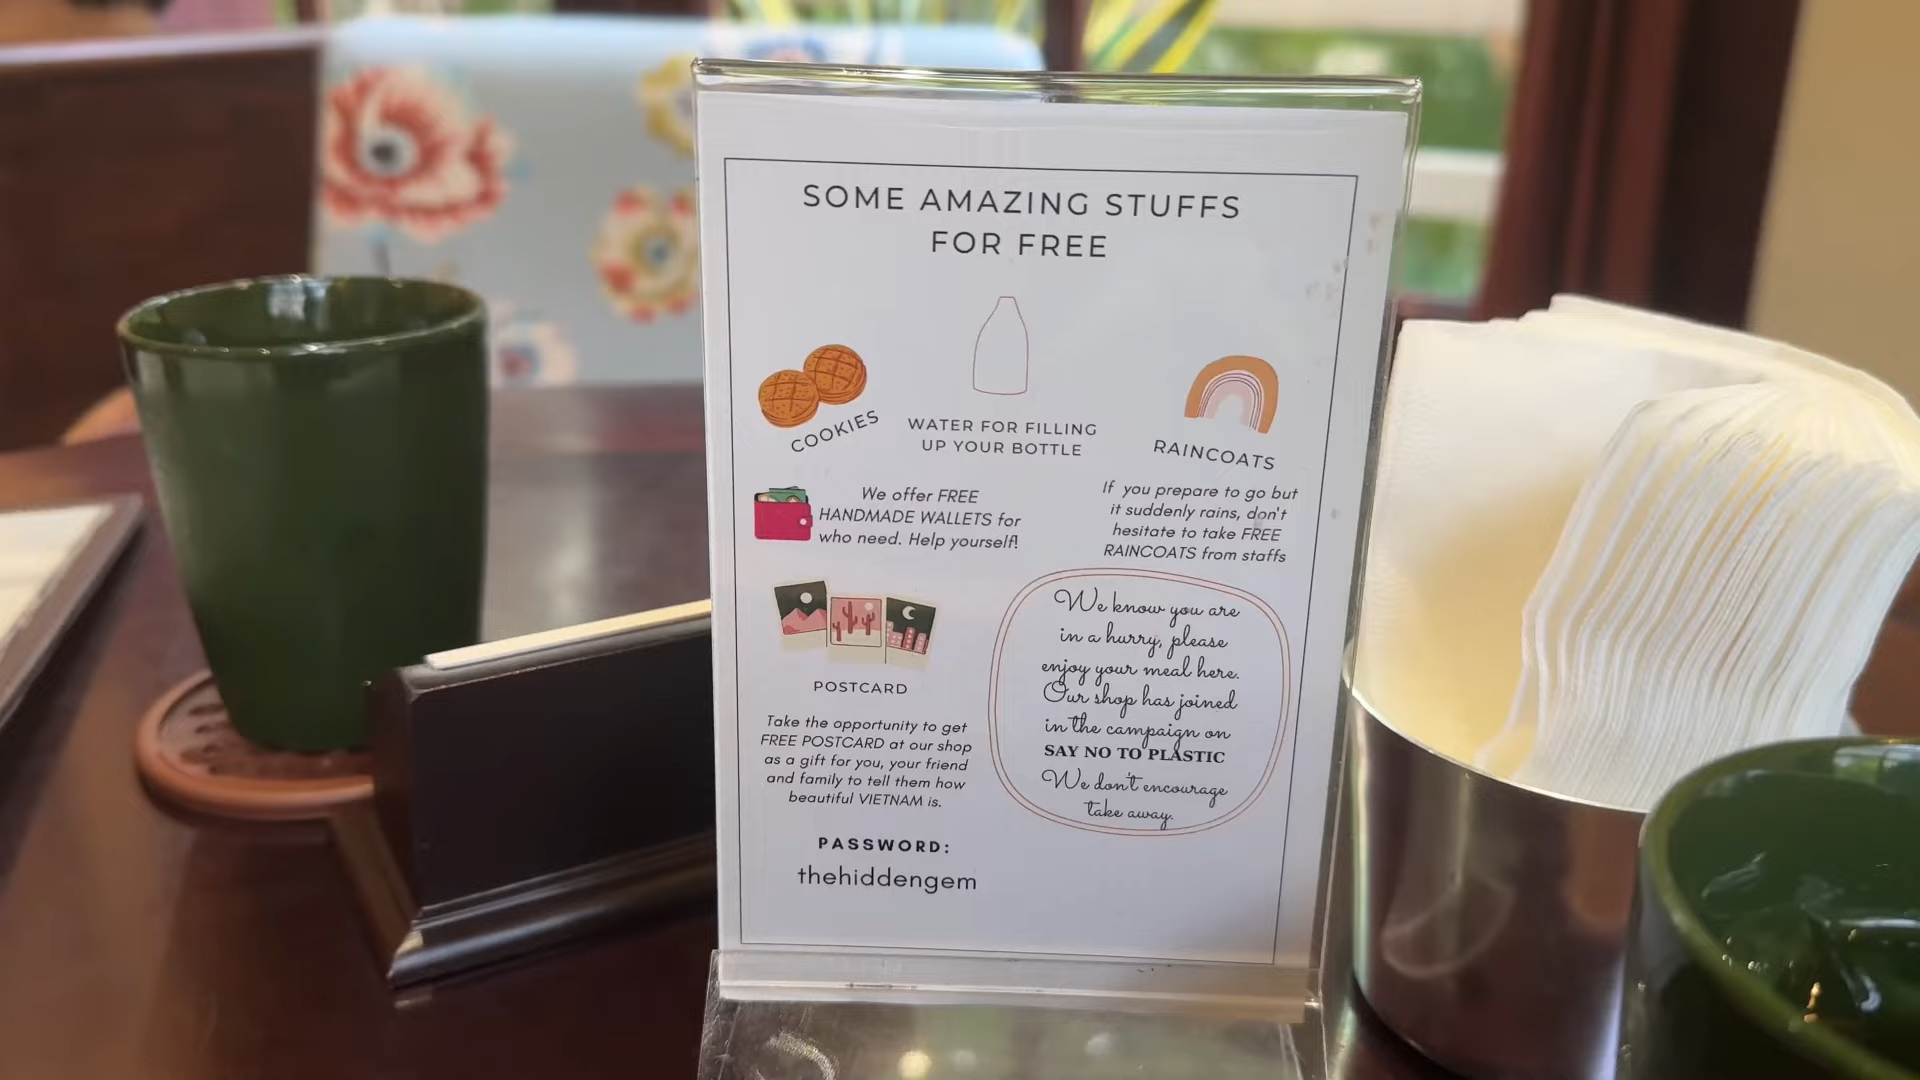 SOME AMAZING STUFFS
FOR FREE
COOKIES
WATER FOR FILLING
UP YOUR BOTTLE
RAINCOATS
We offer FREE
HANDMADE WALLETS for
who need. Help yourself!
If you prepare to go but
it suddenly rains, don't
hesitate to take FREE
RAINCOATS from staffs
POSTCARD
Take the opportunity to get
FREE POSTCARD at our shop
as a gift for you, your friend
and family to tell them how
beautiful VIETNAM is.
We know you are
in a hurry, please
enjoy your meal here.
Our shop has joined
in the campaign on
SAY NO TO PLASTIC
We don't encourage
take away.
PASSWORD:
thehiddengem